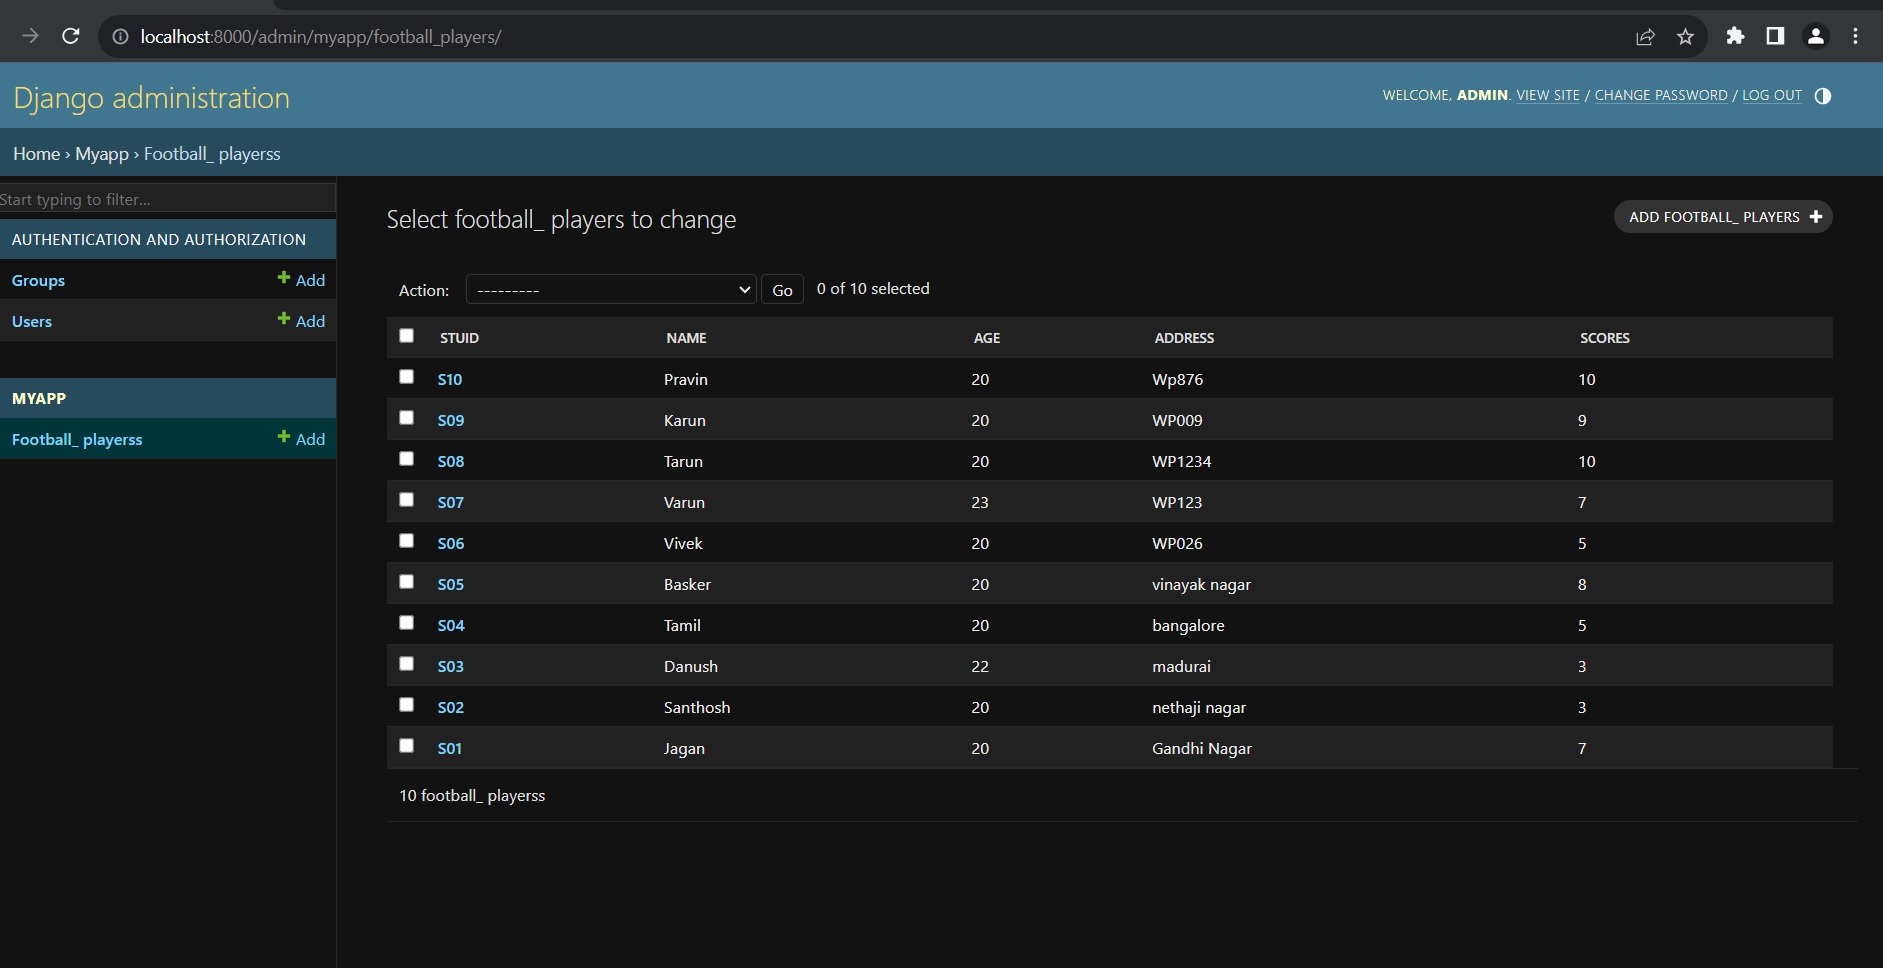 localhost:8000/admin/myapp/football_players/
Django administration
WELCOME, ADMIN. VIEW SITE / CHANGE PASSWORD / LOG OUT
Home › Myapp › Football_ playerss
Start typing to filter...
AUTHENTICATION AND AUTHORIZATION
Groups + Add
Users + Add
MYAPP
Football_ playerss + Add
Select football_ players to change
ADD FOOTBALL_ PLAYERS +
Action: --------- Go 0 of 10 selected
STUID NAME AGE ADDRESS SCORES
S10 Pravin 20 Wp876 10
S09 Karun 20 WP009 9
S08 Tarun 20 WP1234 10
S07 Varun 23 WP123 7
S06 Vivek 20 WP026 5
S05 Basker 20 vinayak nagar 8
S04 Tamil 20 bangalore 5
S03 Danush 22 madurai 3
S02 Santhosh 20 nethaji nagar 3
S01 Jagan 20 Gandhi Nagar 7
10 football_ playerss